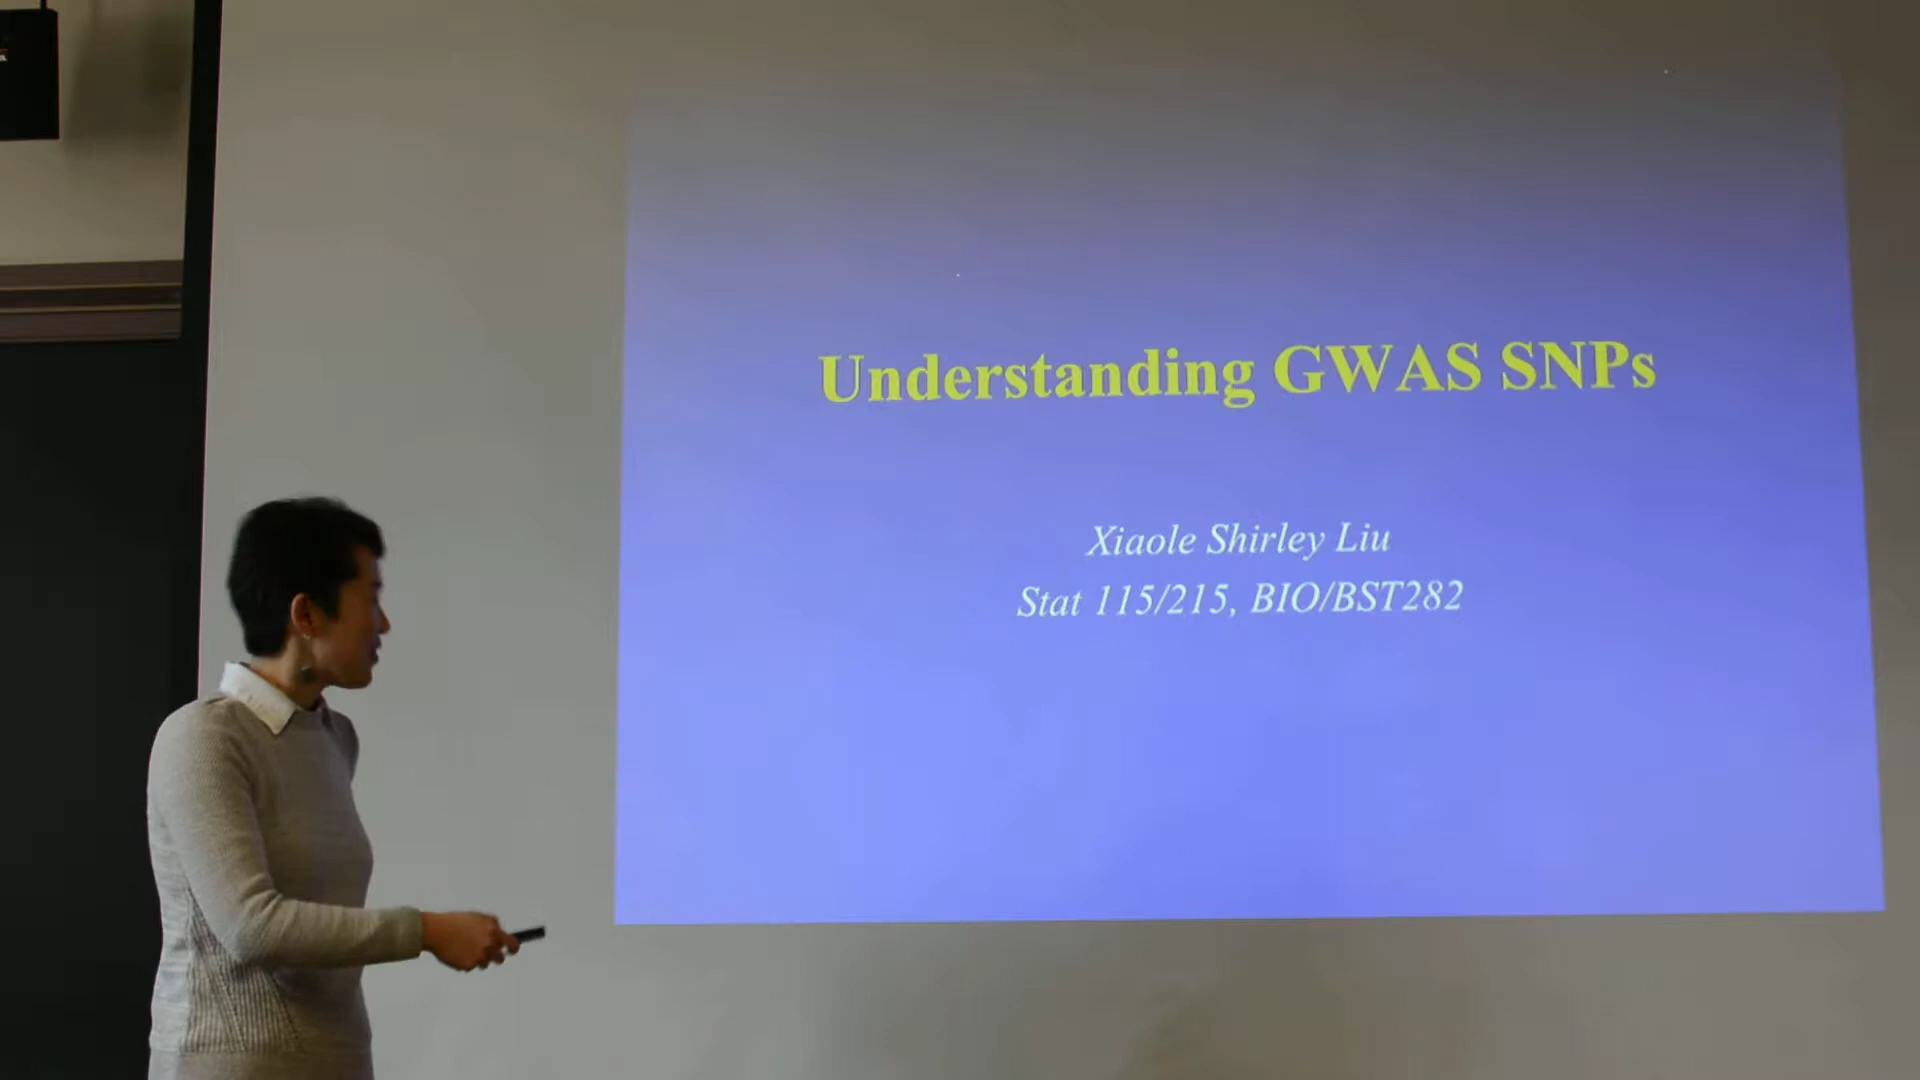 Understanding GWAS SNPs
Xiaole Shirley Liu
Stat 115/215, BIO/BST282